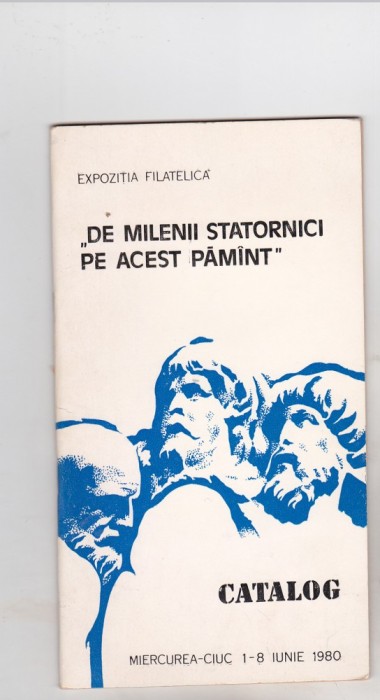 EXPOZIȚIA FILATELICĂ
„DE MILENII STATORNICI
PE ACEST PĂMÎNT"
CATALOG
MIERCUREA-CIUC 1-8 IUNIE 1980